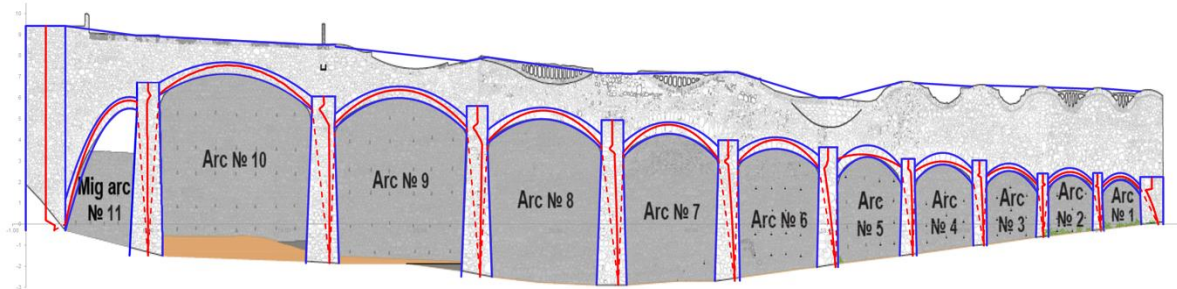 Mig arc
№ 11
Arc № 10
Arc № 9
Arc № 8
Arc № 7
Arc № 6
Arc
№ 5
Arc
№ 4
Arc
№ 3
Arc
№ 2
Arc
№ 1